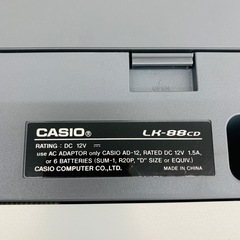 OPEN
CASIO® LK-88CD
RATING : DC 12V ⎓
use AC ADAPTOR only CASIO AD-12, RATED DC 12V 1.5A,
or 6 BATTERIES (SUM-1, R20P, "D" SIZE or EQUIV.)
CASIO COMPUTER CO.,LTD. MADE IN CHINA